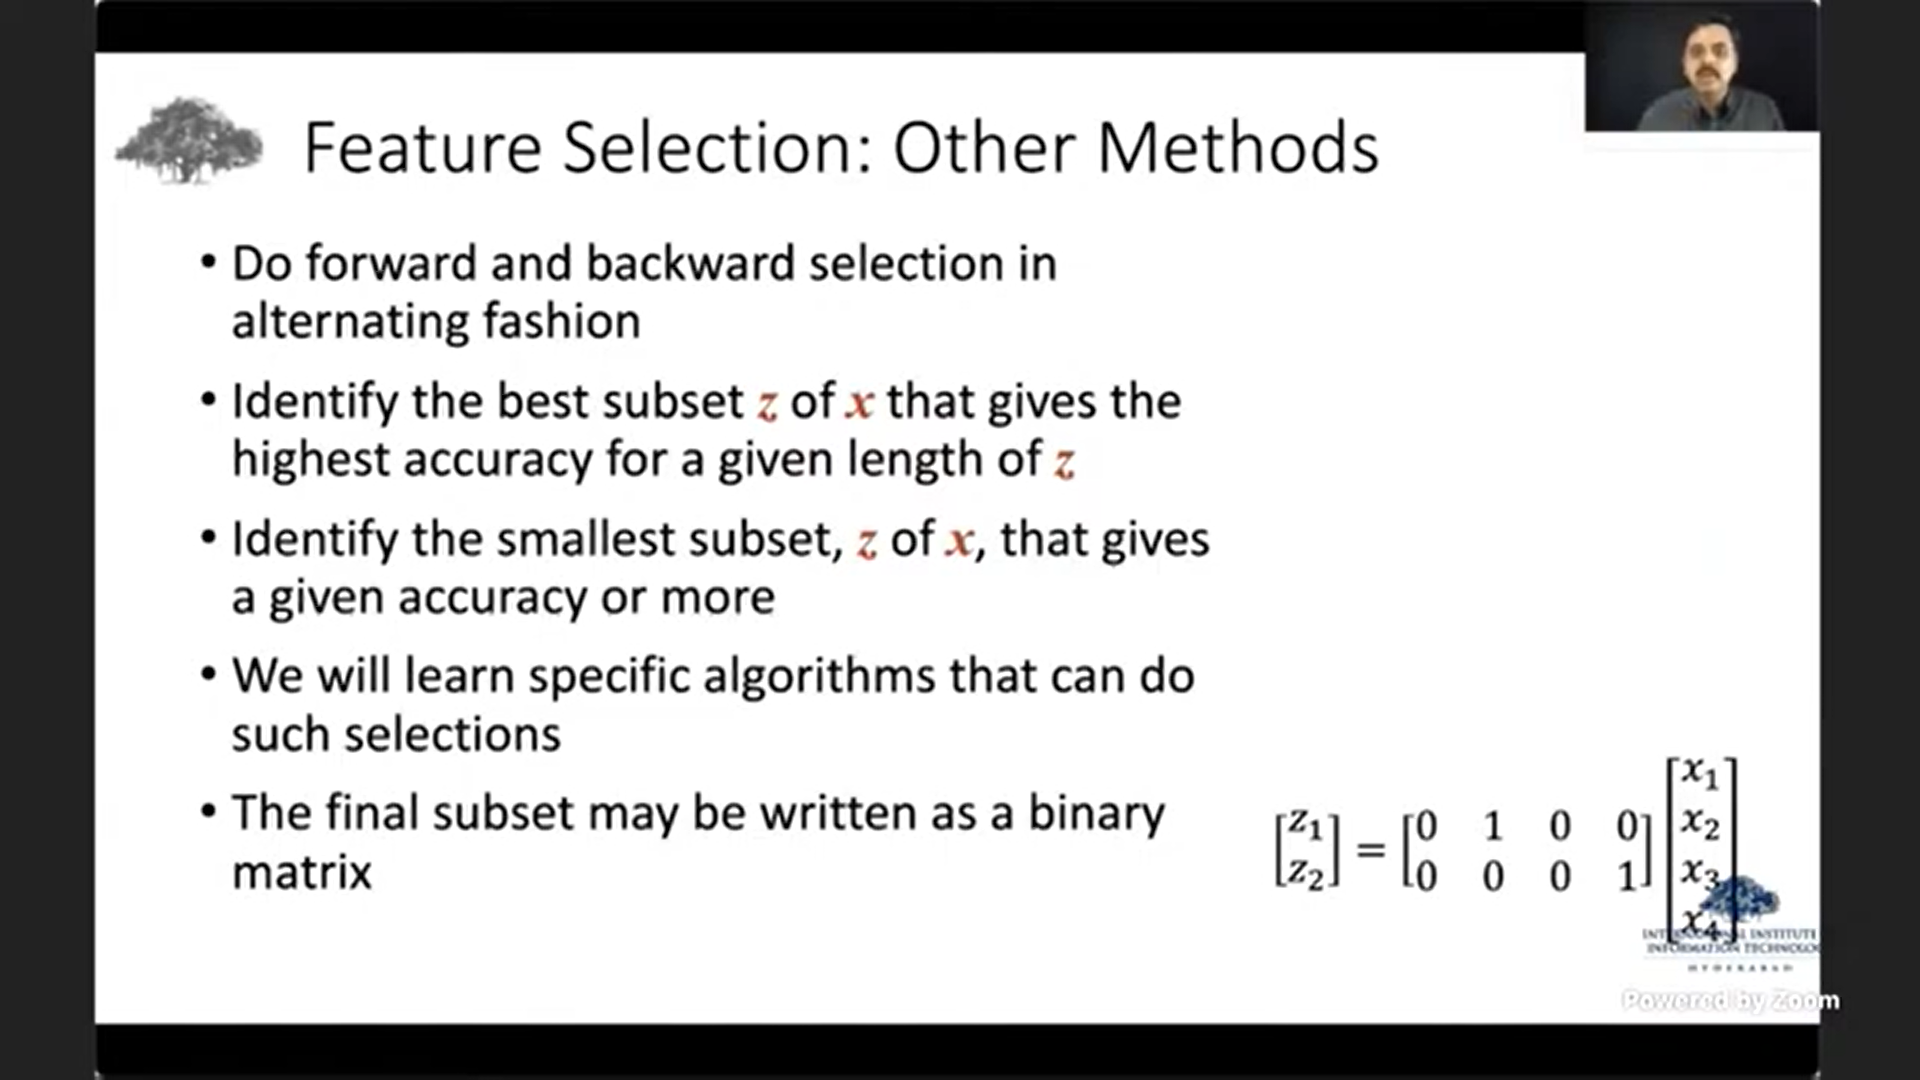 Feature Selection: Other Methods
• Do forward and backward selection in
alternating fashion
• Identify the best subset z of x that gives the
highest accuracy for a given length of z
• Identify the smallest subset, z of x, that gives
a given accuracy or more
• We will learn specific algorithms that can do
such selections
• The final subset may be written as a binary
matrix
[z₁ z₂] = [0 1 0 0 0 0 0 1] [x₁ x₂ x₃ x₄]
INSTITUTE
INFORMATION
HYDERABAD
Powered by Zoom